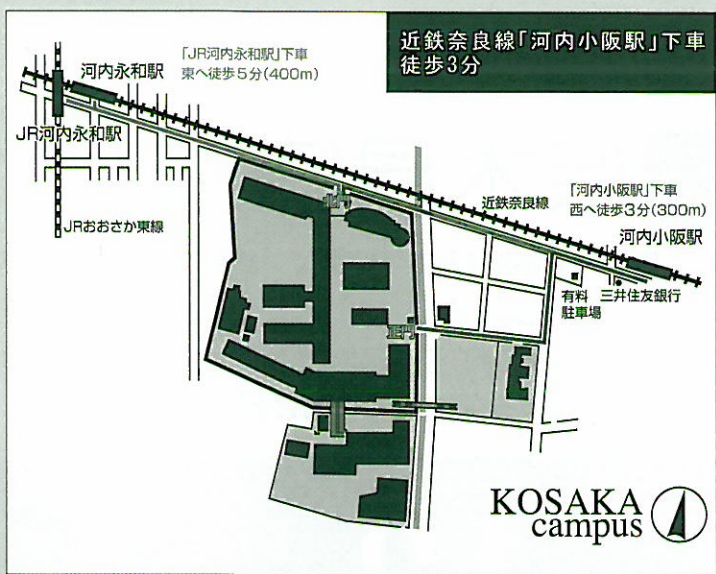 近鉄奈良線「河内小阪駅」下車
徒歩3分
「JR河内永和駅」下車
東へ徒歩5分(400m)
河内永和駅
JR河内永和駅
JRおおさか東線
近鉄奈良線
「河内小阪駅」下車
西へ徒歩3分(300m)
河内小阪駅
有料
駐車場
三井住友銀行
KOSAKA
campus